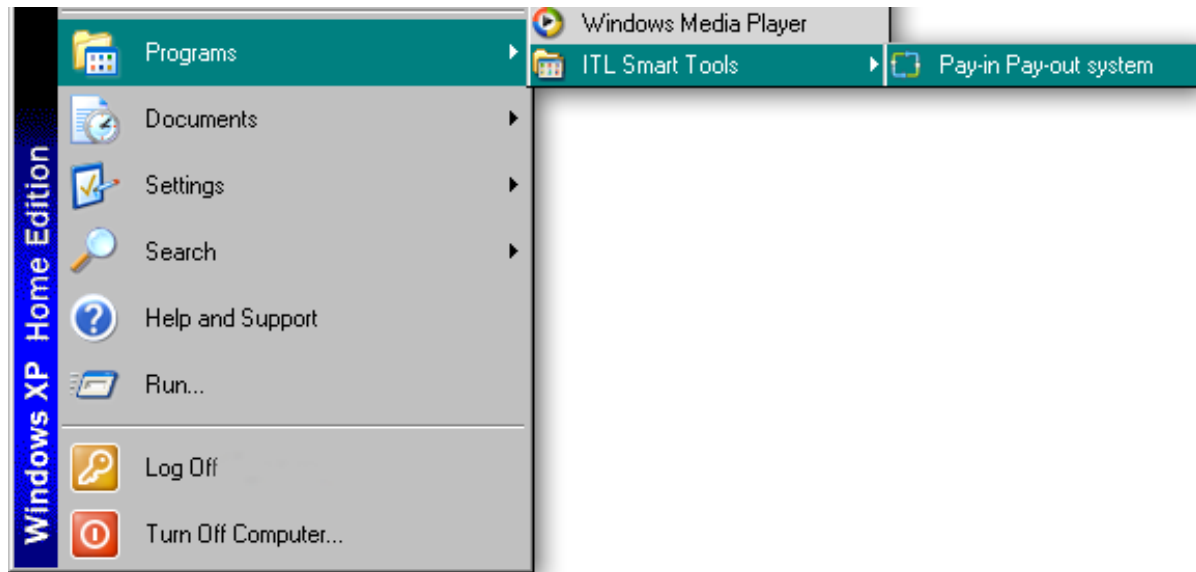 Windows Media Player
Programs
ITL Smart Tools
Pay-in Pay-out system
Documents
Settings
Search
Help and Support
Run...
Log Off
Turn Off Computer...
Windows XP Home Edition